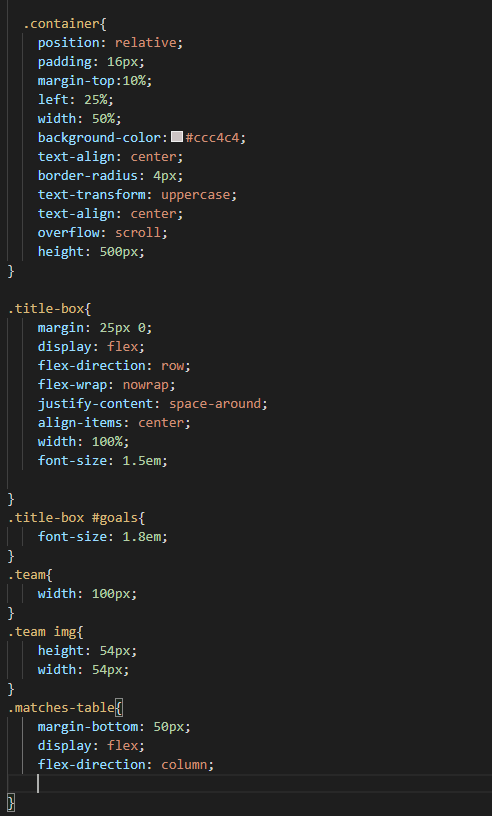 .container{
position: relative;
padding: 16px;
margin-top:10%;
left: 25%;
width: 50%;
background-color: #ccc4c4;
text-align: center;
border-radius: 4px;
text-transform: uppercase;
text-align: center;
overflow: scroll;
height: 500px;
}
.title-box{
margin: 25px 0;
display: flex;
flex-direction: row;
flex-wrap: nowrap;
justify-content: space-around;
align-items: center;
width: 100%;
font-size: 1.5em;
}
.title-box #goals{
font-size: 1.8em;
}
.team{
width: 100px;
}
.team img{
height: 54px;
width: 54px;
}
.matches-table{
margin-bottom: 50px;
display: flex;
flex-direction: column;
}